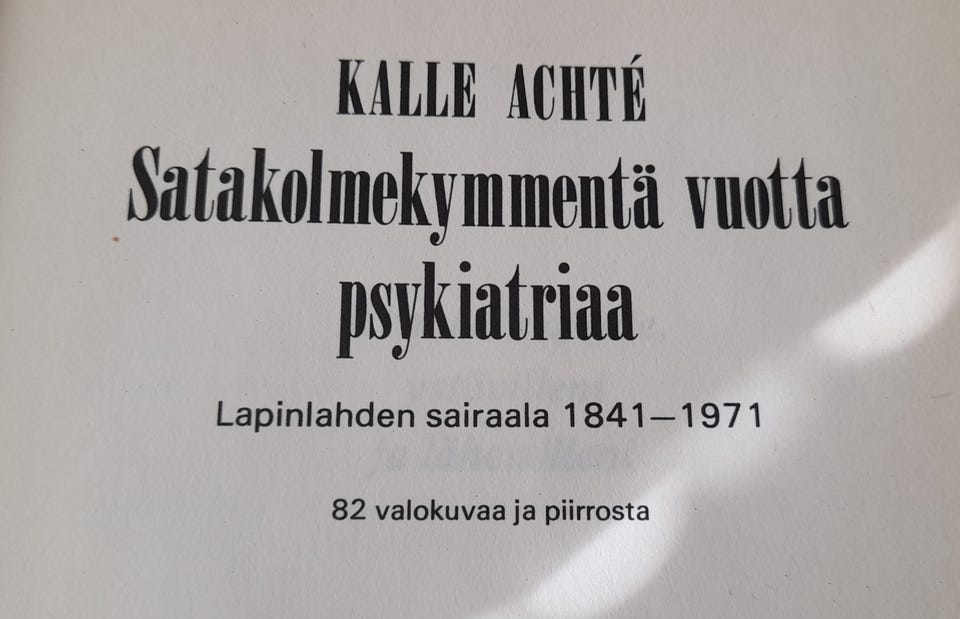 KALLE ACHTÉ
Satakolmekymmentä vuotta
psykiatriaa
Lapinlahden sairaala 1841—1971
82 valokuvaa ja piirrosta